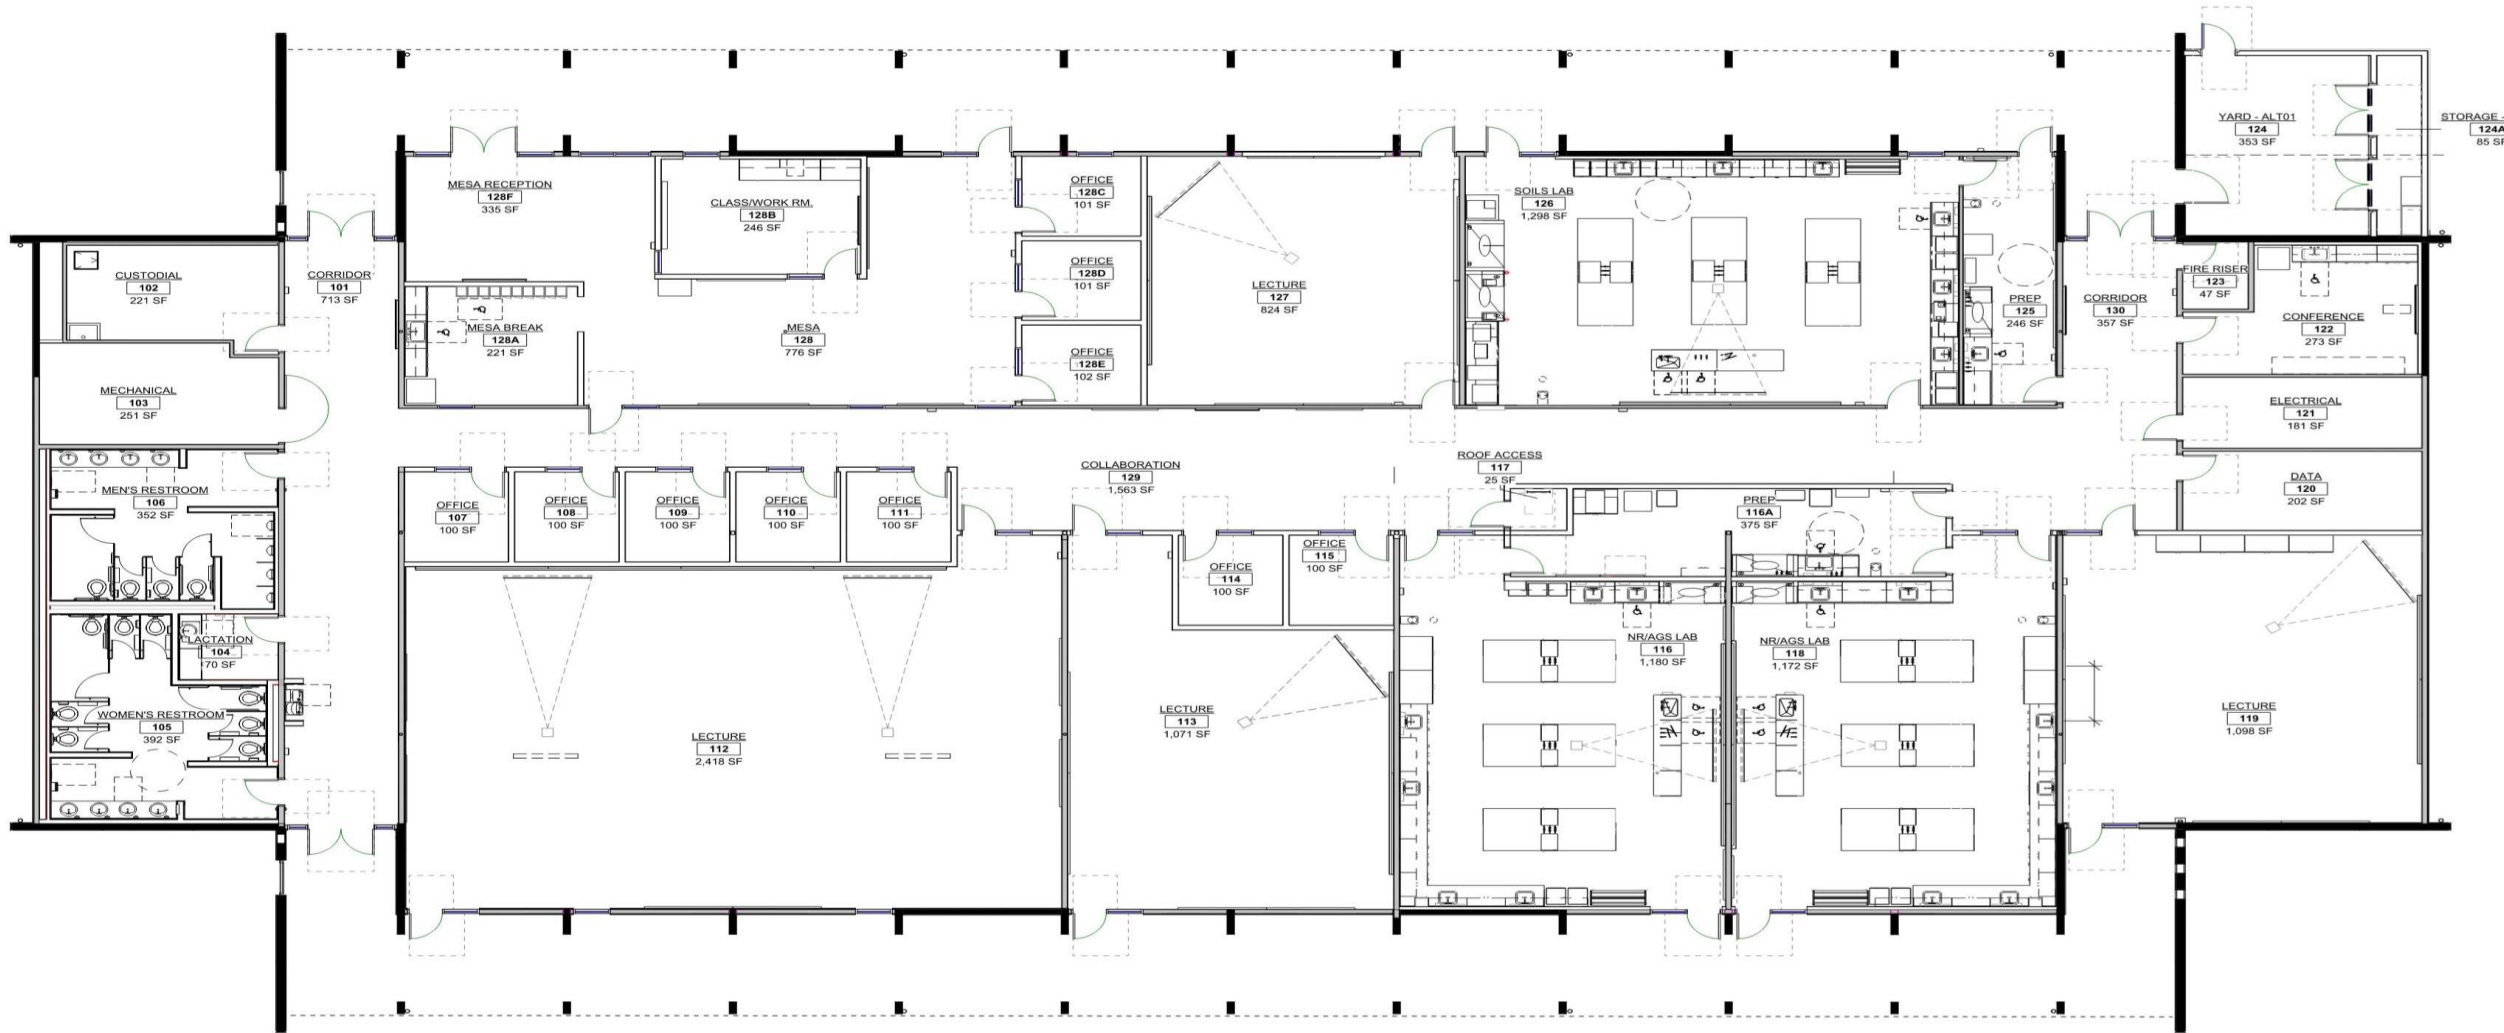 YARD - ALT01
124
353 SF
STORAGE -
124A
85 SF
MESA RECEPTION
128F
335 SF
CLASS/WORK RM.
128B
246 SF
OFFICE
128C
101 SF
SOILS LAB
126
1,298 SF
CUSTODIAL
102
221 SF
CORRIDOR
101
713 SF
OFFICE
128D
101 SF
LECTURE
127
824 SF
PREP
125
246 SF
CORRIDOR
130
357 SF
FIRE RISER
123
47 SF
CONFERENCE
122
273 SF
MESA BREAK
128A
221 SF
MESA
128
776 SF
OFFICE
128E
102 SF
MECHANICAL
103
251 SF
ELECTRICAL
121
181 SF
MEN'S RESTROOM
106
352 SF
OFFICE
107
100 SF
OFFICE
108
100 SF
OFFICE
109
100 SF
OFFICE
110
100 SF
OFFICE
111
100 SF
COLLABORATION
129
1,563 SF
ROOF ACCESS
117
25 SF
PREP
116A
375 SF
DATA
120
202 SF
OFFICE
114
100 SF
OFFICE
115
100 SF
LACTATION
104
70 SF
NR/AGS LAB
116
1,180 SF
NR/AGS LAB
118
1,172 SF
WOMEN'S RESTROOM
105
392 SF
LECTURE
112
2,418 SF
LECTURE
113
1,071 SF
LECTURE
119
1,098 SF